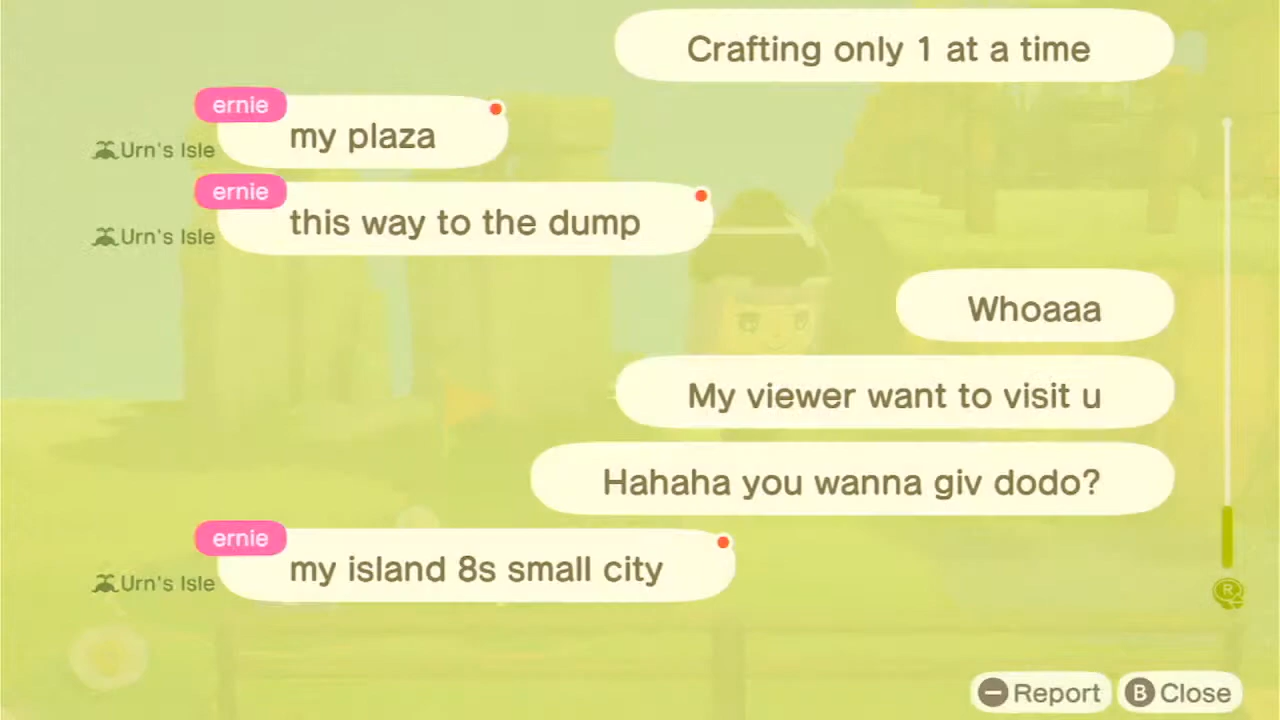 Crafting only 1 at a time
ernie
my plaza
Urn's Isle
ernie
this way to the dump
Urn's Isle
Whoaaa
My viewer want to visit u
Hahaha you wanna giv dodo?
ernie
my island 8s small city
Urn's Isle
R
Report
B Close